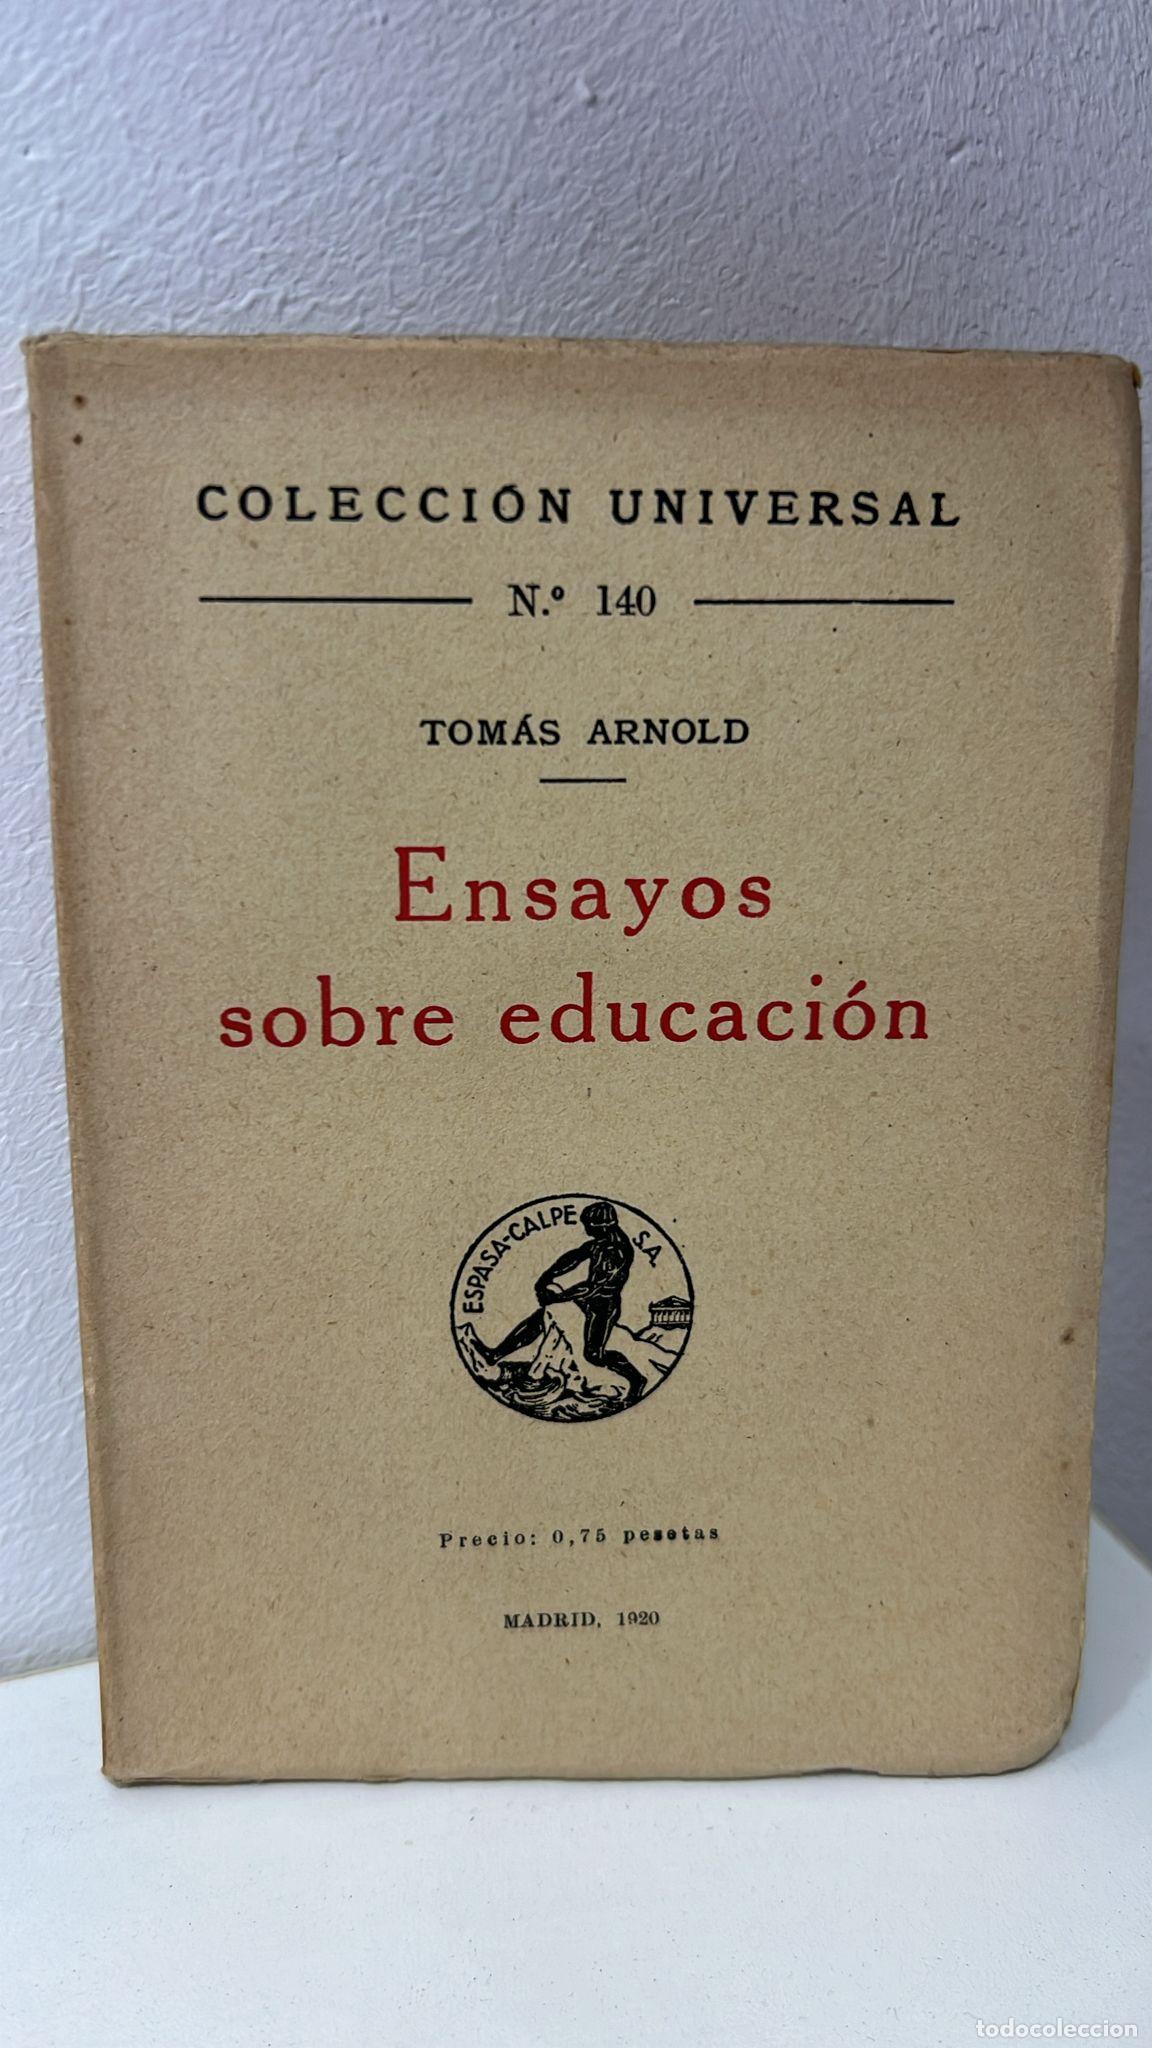 COLECCIÓN UNIVERSAL
N.º 140
TOMÁS ARNOLD
Ensayos
sobre educación
ESPASA-CALPE S.A.
Precio: 0,75 pesetas
MADRID, 1920
todocoleccion